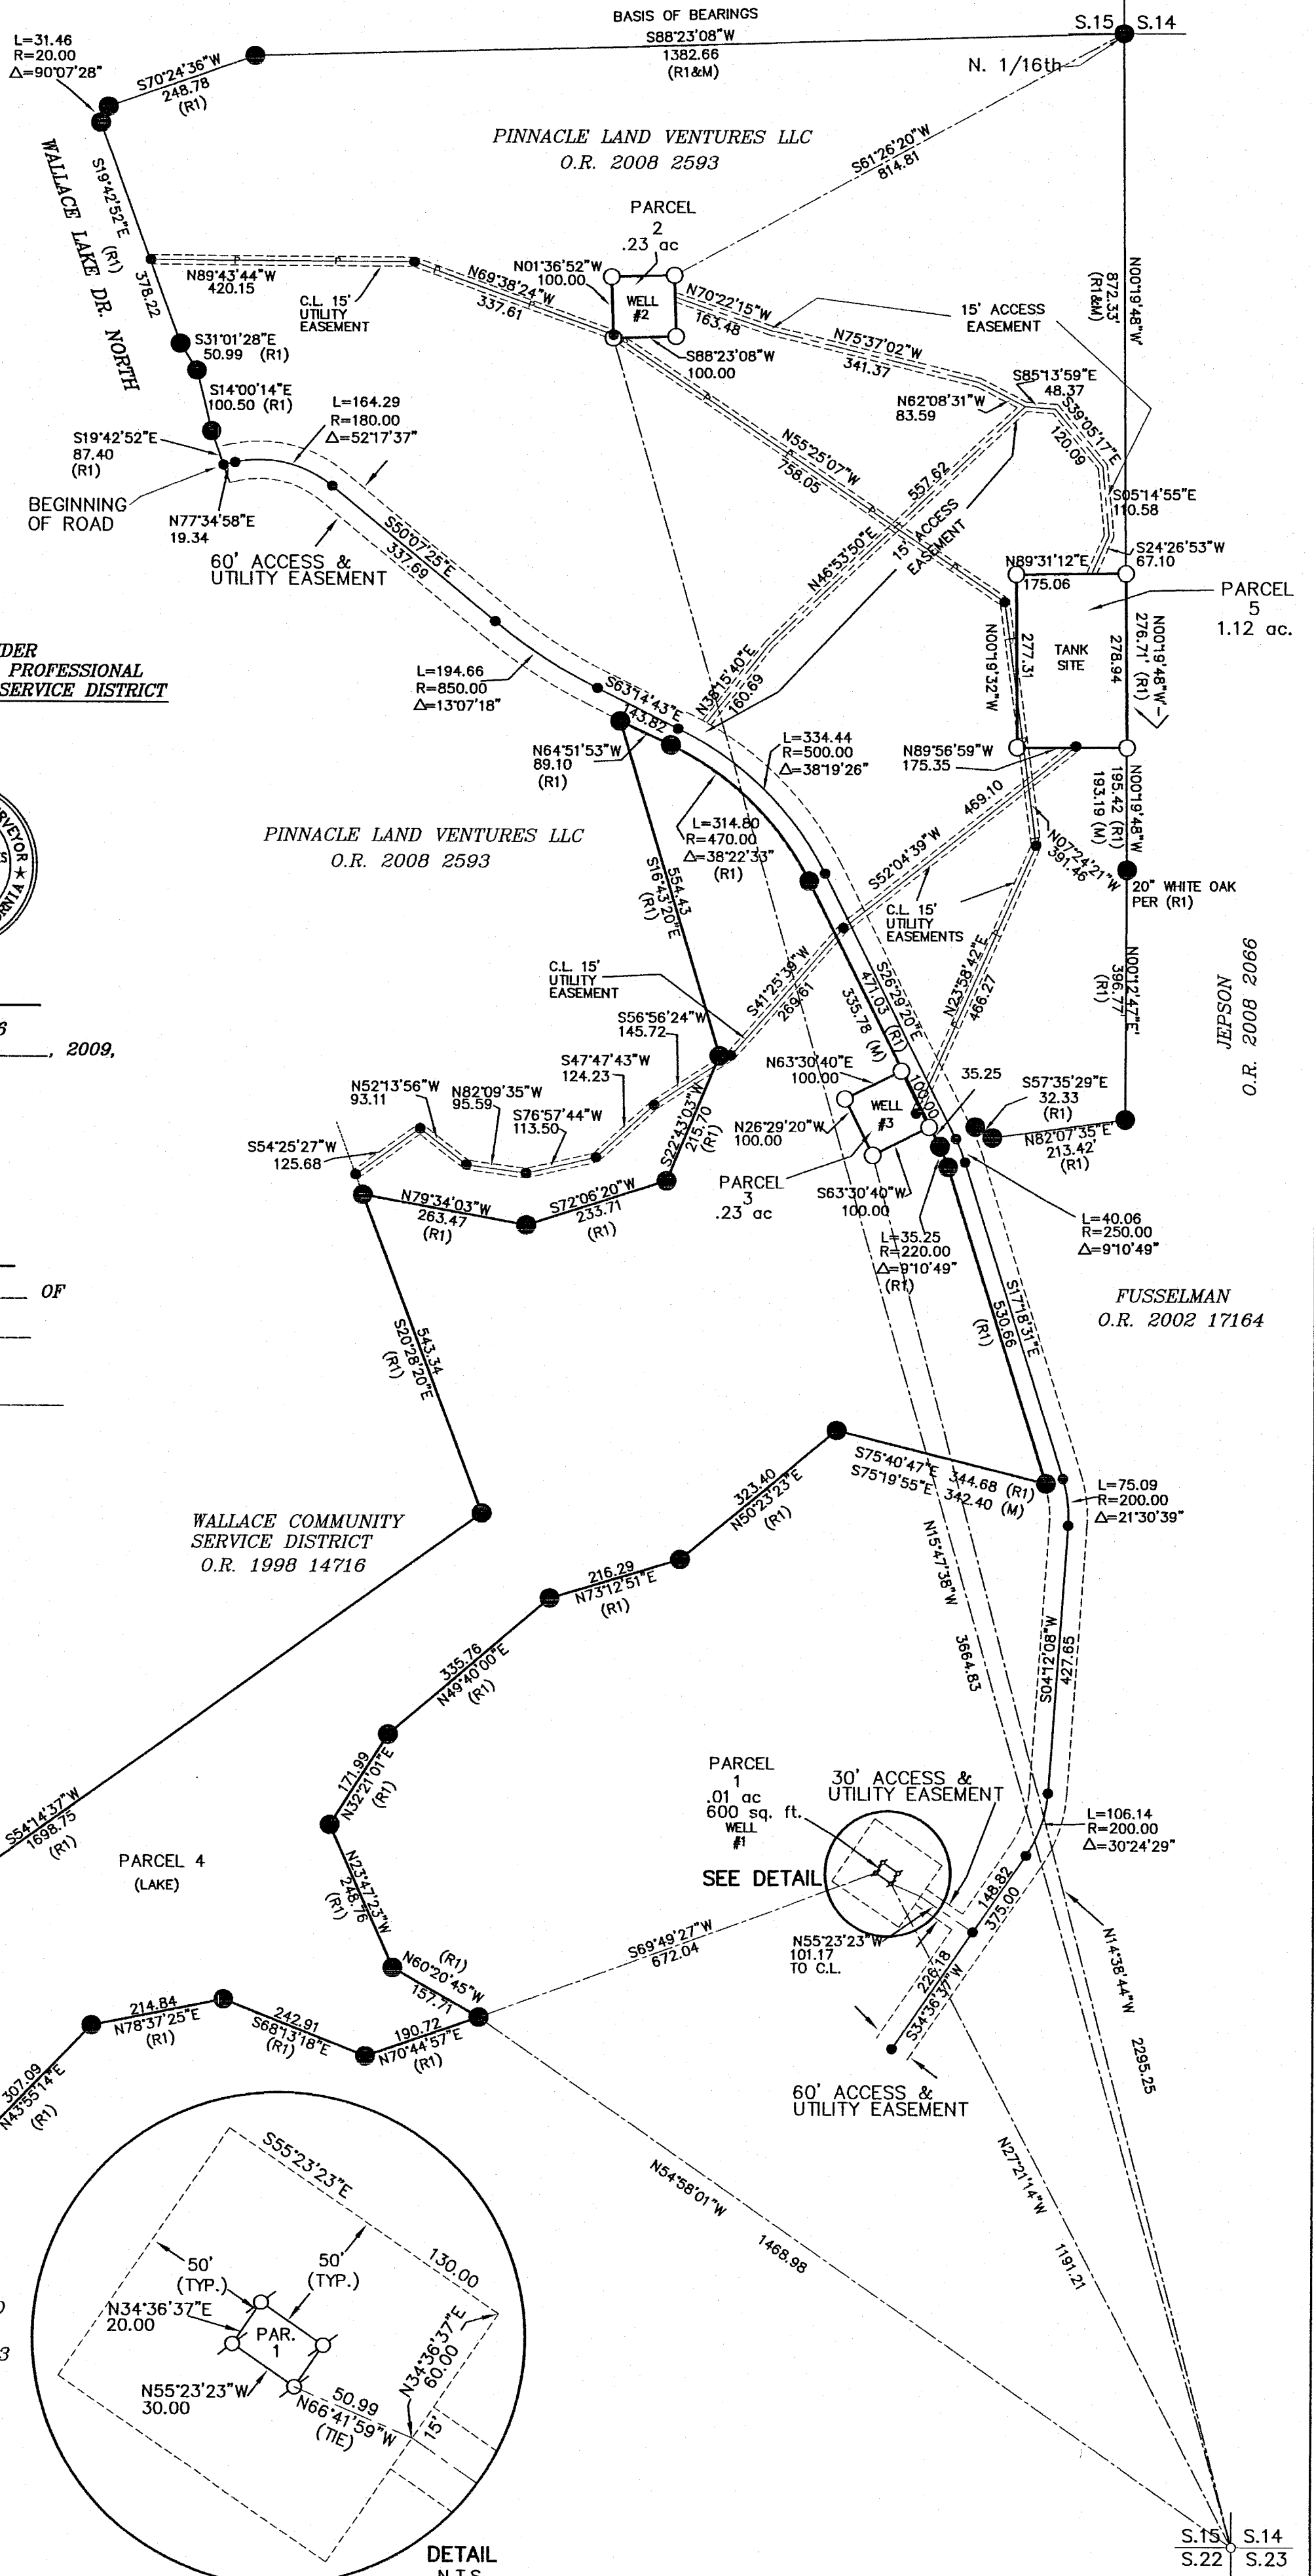 BASIS OF BEARINGS
S88°23'08"W
1382.66
(R1&M)
S.15
S.14
N. 1/16th
L=31.46
R=20.00
Δ=90°07'28"
S70°24'36"W
248.78
(R1)
PINNACLE LAND VENTURES LLC
O.R. 2008 2593
S61°26'20"W
814.81
WALLACE LAKE DR. NORTH
S19°42'52"E (R1)
378.22
PARCEL
2
.23 ac
N01°36'52"W
100.00
WELL
#2
N89°43'44"W
420.15
C.L. 15'
UTILITY
EASEMENT
N69°38'24"W
337.61
N70°22'15"W
163.48
15' ACCESS
EASEMENT
N00°19'48"W
872.33'
(R1&M)
S88°23'08"W
100.00
N75°37'02"W
341.37
S31°01'28"E
50.99 (R1)
S14°00'14"E
100.50 (R1)
L=164.29
R=180.00
Δ=52°17'37"
N62°08'31"W
83.59
S85°13'59"E
48.37
S39°05'17"E
120.09
S19°42'52"E
87.40
(R1)
BEGINNING
OF ROAD
N77°34'58"E
19.34
N55°25'07"W
758.05
557.62
N46°53'50"E
15' ACCESS
EASEMENT
S05°14'55"E
110.58
S50°07'25"E
337.69
60' ACCESS &
UTILITY EASEMENT
S24°26'53"W
67.10
N89°31'12"E
175.06
PARCEL
5
1.12 ac.
DER
PROFESSIONAL
SERVICE DISTRICT
N00°19'32"W
277.31
TANK
SITE
278.94
N00°19'48"W
276.71' (R1)
L=194.66
R=850.00
Δ=13°07'18"
S63°14'43"E
143.82
N38°15'40"E
160.69
N64°51'53"W
89.10
(R1)
L=334.44
R=500.00
Δ=38°19'26"
N89°56'59"W
175.35
N00°19'48"W
195.42 (R1)
193.19 (M)
469.10
S52°04'39"W
RVEYOR ★
RNIA ★
PINNACLE LAND VENTURES LLC
O.R. 2008 2593
L=314.80
R=470.00
Δ=38°22'33"
(R1)
N07°24'21"W
391.46
20" WHITE OAK
PER (R1)
554.43
S16°43'20"E
(R1)
C.L. 15'
UTILITY
EASEMENTS
C.L. 15'
UTILITY
EASEMENT
S41°25'39"W
269.61
S26°29'20"E
471.03 (R1)
335.78 (M)
N23°58'42"E
466.27
N00°12'47"E
396.77'
(R1)
JEPSON
O.R. 2008 2066
6
, 2009,
S56°56'24"W
145.72
S47°47'43"W
124.23
N63°30'40"E
100.00
100.00
35.25
N52°13'56"W
93.11
N82°09'35"W
95.59
S76°57'44"W
113.50
N26°29'20"W
100.00
WELL
#3
S57°35'29"E
32.33
(R1)
S54°25'27"W
125.68
S22°43'03"W
215.70
(R1)
N82°07'35"E
213.42'
(R1)
PARCEL
3
.23 ac
S63°30'40"W
100.00
N79°34'03"W
263.47
(R1)
S72°06'20"W
233.71
(R1)
L=35.25
R=220.00
Δ=9°10'49"
(R1)
L=40.06
R=250.00
Δ=9°10'49"
OF
543.34
S20°28'20"E
(R1)
S17°18'31"E
530.66
(R1)
FUSSELMAN
O.R. 2002 17164
323.40
N50°23'23"E
(R1)
S75°40'47"E 344.68 (R1)
S75°19'55"E 342.40 (M)
L=75.09
R=200.00
Δ=21°30'39"
WALLACE COMMUNITY
SERVICE DISTRICT
O.R. 1998 14716
216.29
N73°12'51"E
(R1)
N15°47'38"W
3664.83
S04°12'08"W
427.65
335.76
N49°40'00"E
(R1)
171.99
N32°21'01"E
(R1)
PARCEL
1
.01 ac
600 sq. ft.
WELL
#1
30' ACCESS &
UTILITY EASEMENT
L=106.14
R=200.00
Δ=30°24'29"
S54°14'37"W
1698.75
(R1)
PARCEL 4
(LAKE)
SEE DETAIL
N23°47'23"W
248.76
(R1)
148.82
375.00
N55°23'23"W
101.17
TO C.L.
S69°49'27"W
672.04
N14°38'44"W
2295.25
(R1)
N60°20'45"W
157.71
226.18
S34°36'37"W
214.84
N78°37'25"E
(R1)
242.91
S68°13'18"E
(R1)
190.72
N70°44'57"E
(R1)
307.09
N43°55'14"E
(R1)
60' ACCESS &
UTILITY EASEMENT
N27°21'14"W
1191.21
N54°58'01"W
1468.98
S55°23'23"E
130.00
50'
(TYP.)
50'
(TYP.)
N34°36'37"E
20.00
PAR.
1
N34°36'37"E
60.00
N55°23'23"W
30.00
50.99
N66°41'59"W
(TIE)
15'
3
DETAIL
N.T.S.
S.15
S.14
S.22
S.23